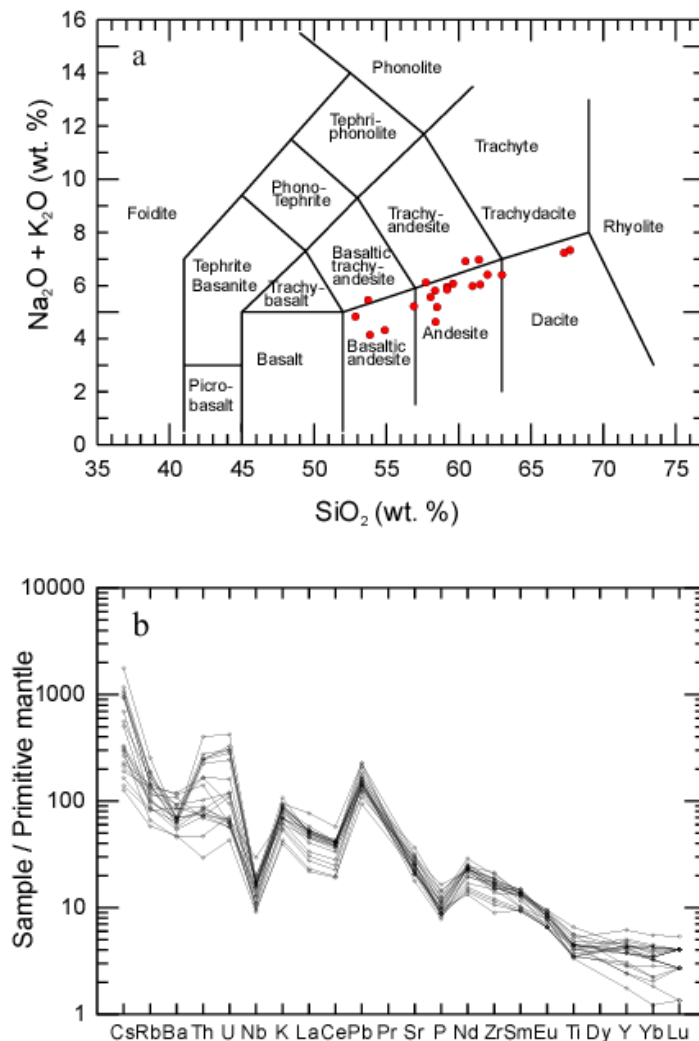 16
14
12
10
8
6
4
2
0
Na₂O + K₂O (wt. %)
a
Phonolite
Tephri-
phonolite
Trachyte
Phono-
Tephrite
Foidite
Trachy-
andesite
Trachydacite
Rhyolite
Basaltic
trachy-
andesite
Tephrite
Basanite
Trachy-
basalt
Basalt
Basaltic
andesite
Andesite
Dacite
Picro-
basalt
35 40 45 50 55 60 65 70 75
SiO₂ (wt. %)
10000
1000
100
10
1
Sample / Primitive mantle
b
Cs Rb Ba Th U Nb K La Ce Pb Pr Sr P Nd Zr Sm Eu Ti Dy Y Yb Lu